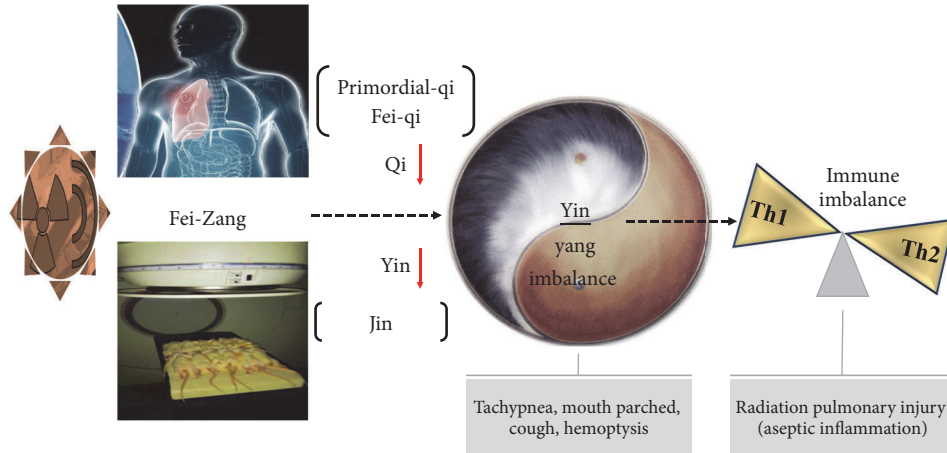 Primordial-qi
Fei-qi
Qi
Fei-Zang
Yin
Jin
Yin
yang
imbalance
Immune
imbalance
Th1
Th2
Tachypnea, mouth parched,
cough, hemoptysis
Radiation pulmonary injury
(aseptic inflammation)